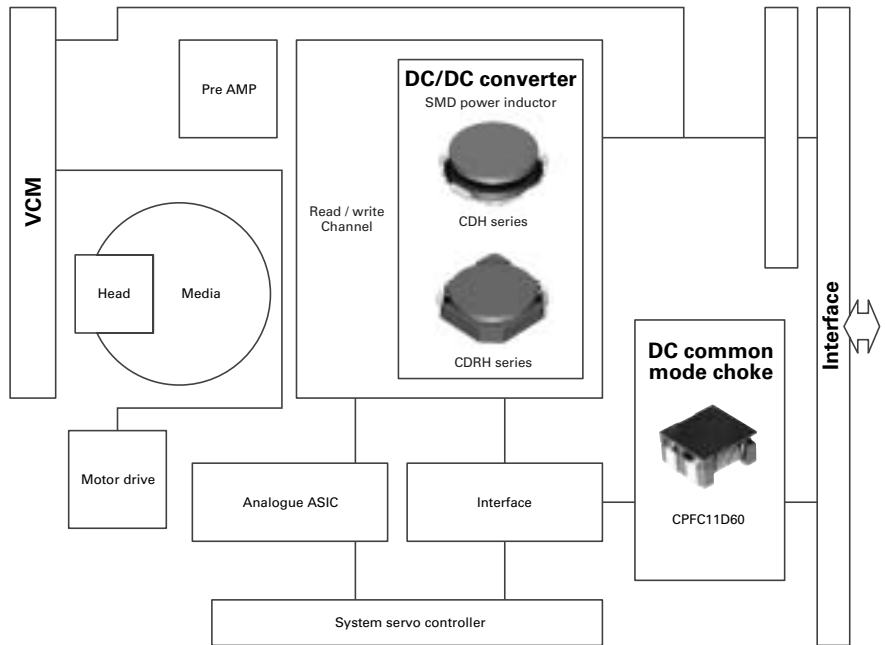 VCM
Pre AMP
Head
Media
Motor drive
Read / write
Channel
DC/DC converter
SMD power inductor
CDH series
CDRH series
Analogue ASIC
Interface
System servo controller
DC common
mode choke
CPFC11D60
Interface